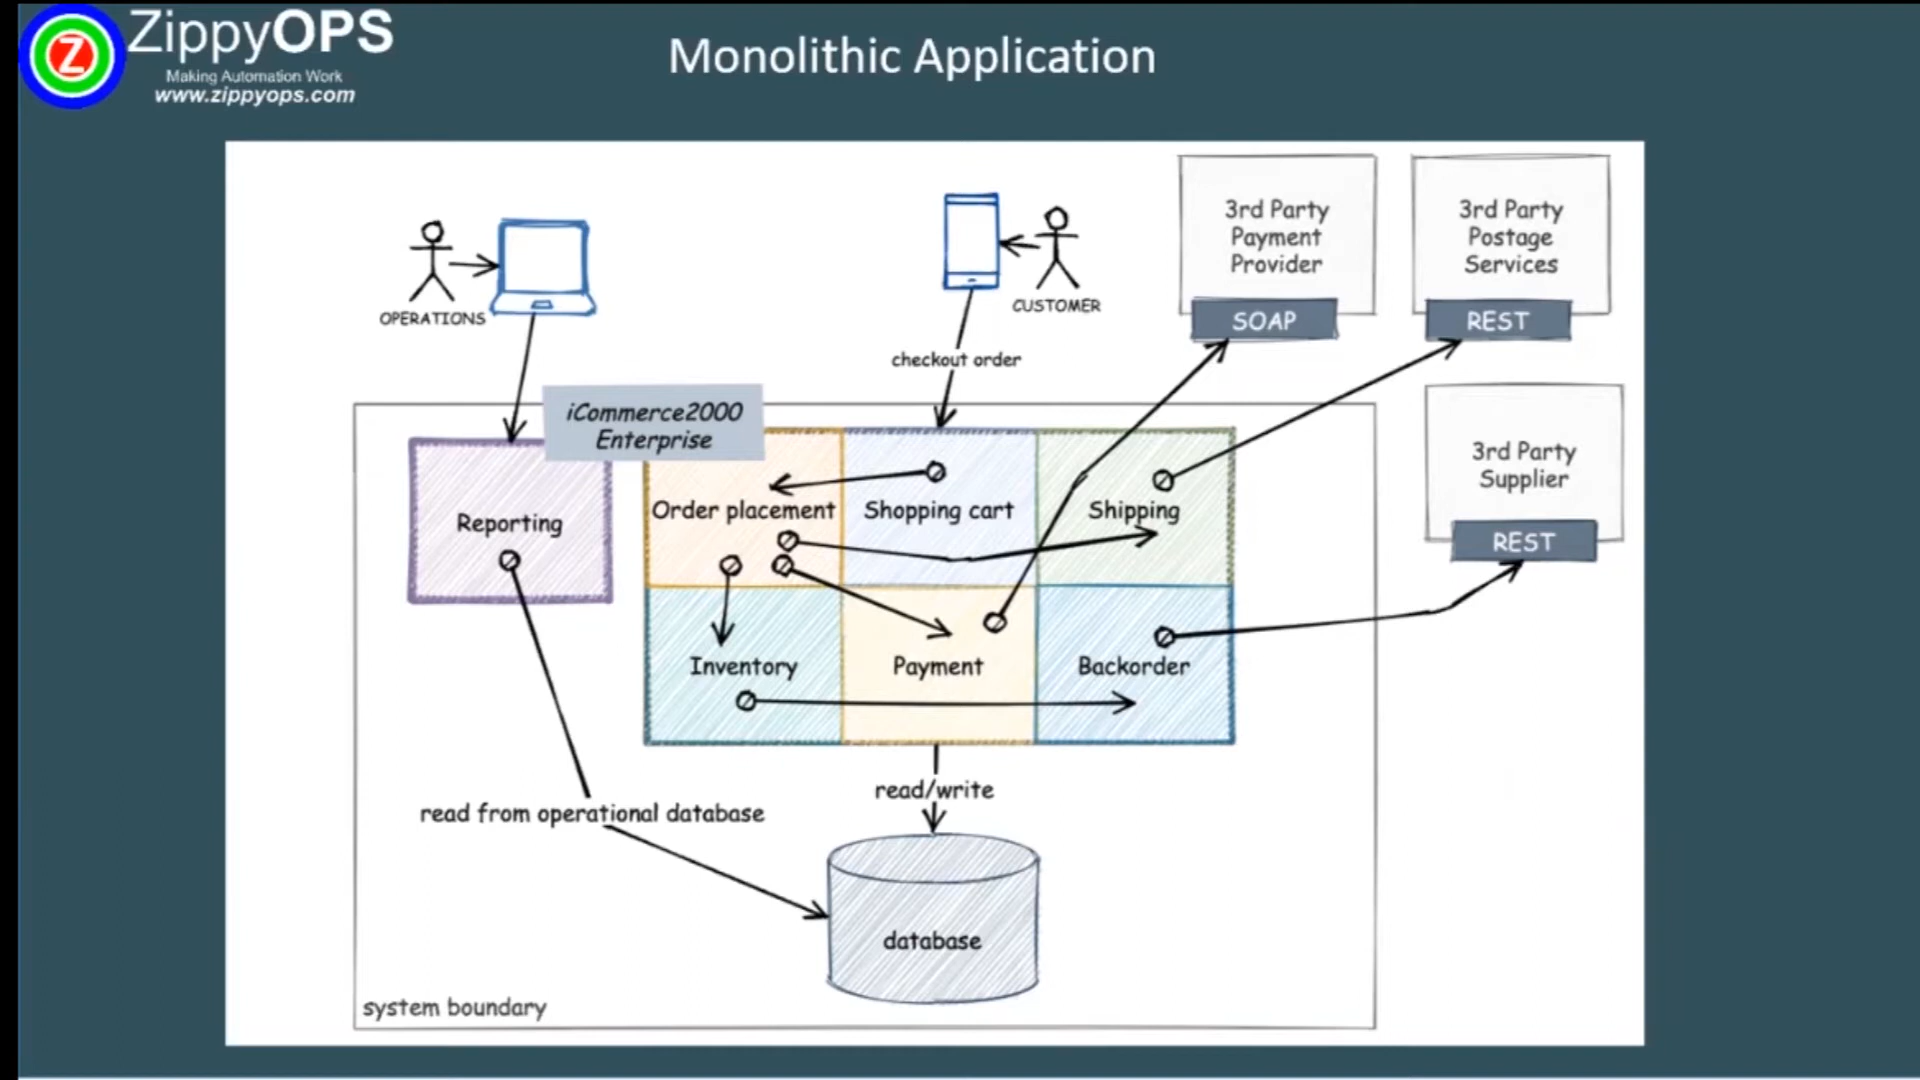 Z
ZippyOPS
Making Automation Work
www.zippyops.com
Monolithic Application
OPERATIONS
CUSTOMER
checkout order
3rd Party
Payment
Provider
SOAP
3rd Party
Postage
Services
REST
3rd Party
Supplier
REST
iCommerce2000
Enterprise
Reporting
Order placement
Shopping cart
Shipping
Inventory
Payment
Backorder
read/write
read from operational database
database
system boundary